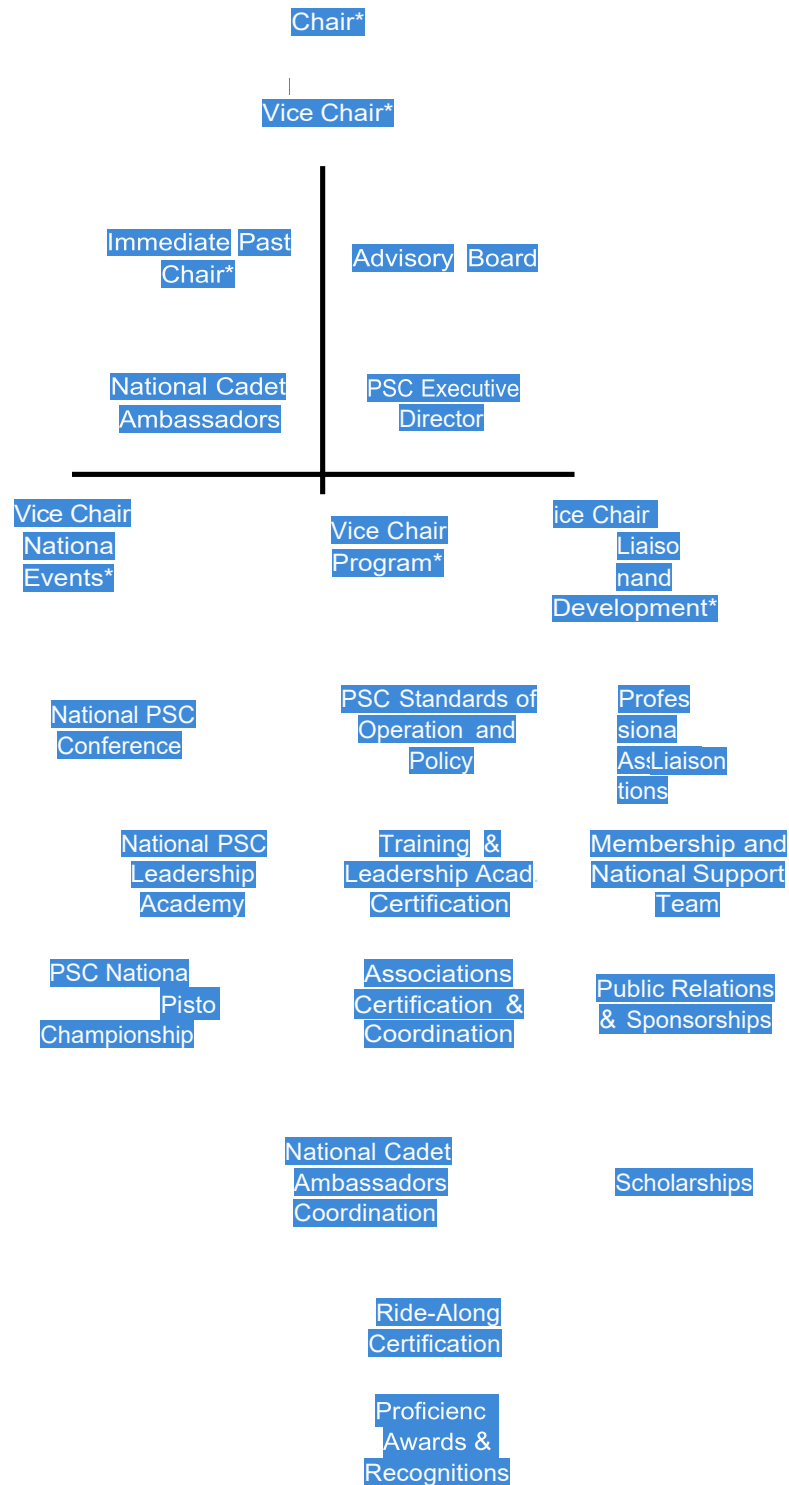 Chair*
Vice Chair*
Immediate Past
Chair*
Advisory Board
National Cadet
Ambassadors
PSC Executive
Director
Vice Chair
Nationa
Events*
Vice Chair
Program*
ice Chair
Liaiso
nand
Development*
National PSC
Conference
PSC Standards of
Operation and
Policy
Profes
siona
Liaison
tions
National PSC
Leadership
Academy
Training &
Leadership Acad.
Certification
Membership and
National Support
Team
PSC National
Pisto
Championship
Associations
Certification &
Coordination
Public Relations
& Sponsorships
National Cadet
Ambassadors
Coordination
Scholarships
Ride-Along
Certification
Proficienc
Awards &
Recognitions